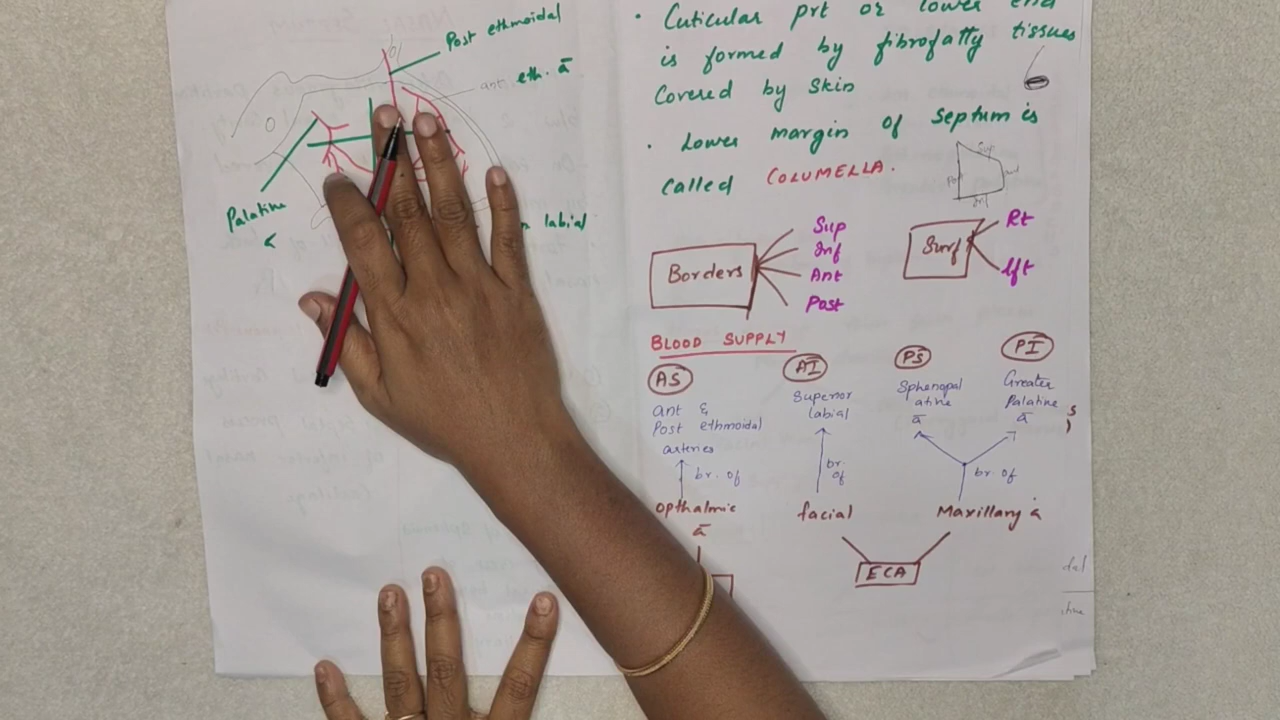 Post ethmoidal
ant. eth. ā
Palatine
labial
• Cuticular prt or lower end
is formed by fibrofatty tissues
Covered by skin
• Lower margin of septum is
called COLUMELLA.
Sup
Post
Inf
Borders
Sup
Inf
Ant
Post
Surf
Rt
lft
BLOOD SUPPLY
AS
Ant &
Post ethmoidal
arteries
br. of
opthalmic
ā
AI
Superior
labial
br.
of
facial
PS
Sphenopal
atine
ā
PI
Greater
Palatine
ā
br. of
Maxillary ā
ECA